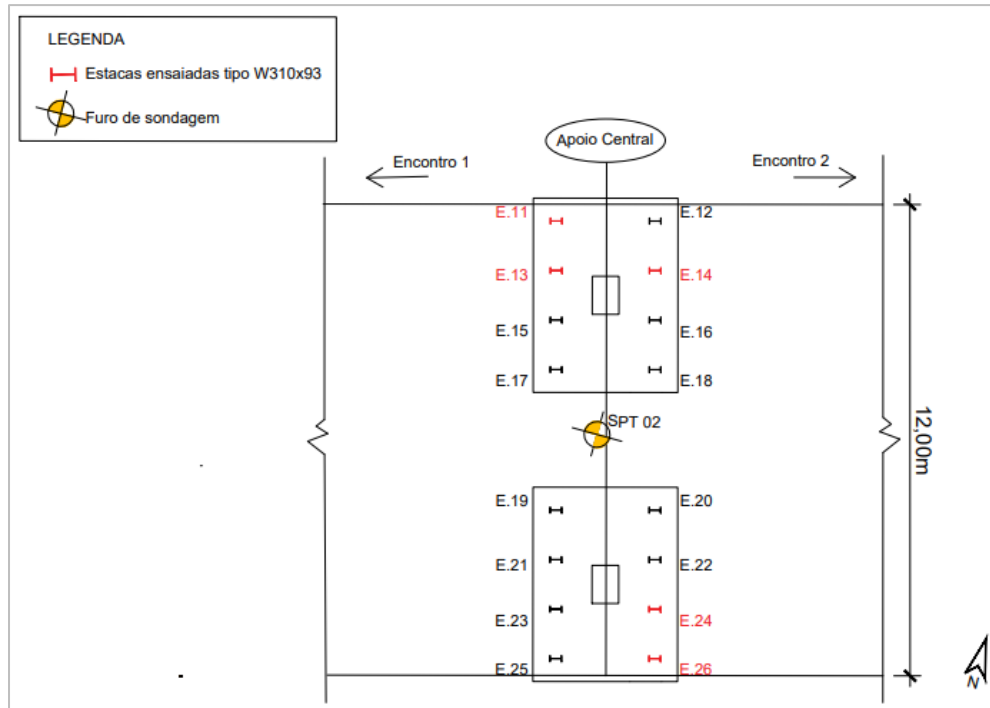 LEGENDA
Estacas ensaiadas tipo W310x93
Furo de sondagem
Apoio Central
Encontro 1
Encontro 2
E.11
E.12
E.13
E.14
E.15
E.16
E.17
E.18
SPT 02
12,00m
E.19
E.20
E.21
E.22
E.23
E.24
E.25
E.26
N